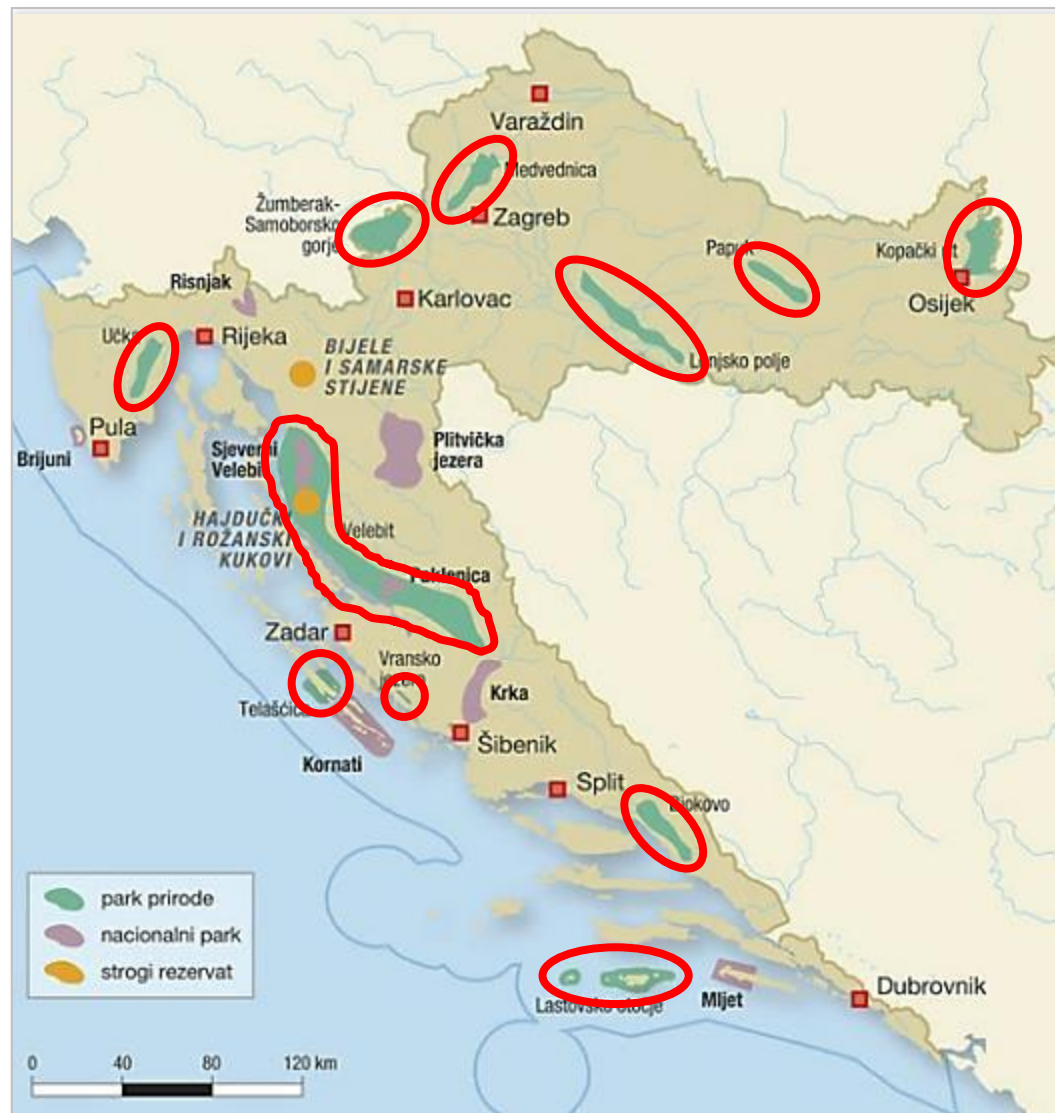 Varaždin
Medvednica
Zagreb
Žumberak-
Samoborsko
gorje
Papuk
Kopački rit
Osijek
Risnjak
Karlovac
Učka
Rijeka
BIJELE
I SAMARSKE
STIJENE
Lonjsko polje
Pula
Brijuni
Sjeverni
Velebit
Plitvička
jezera
HAJDUČKI
I ROŽANSKI
KUKOVI
Velebit
Paklenica
Zadar
Vransko
jezero
Telašćica
Krka
Kornati
Šibenik
Split
Biokovo
park prirode
nacionalni park
strogi rezervat
Lastovsko otočje
Mljet
Dubrovnik
0 40 80 120 km